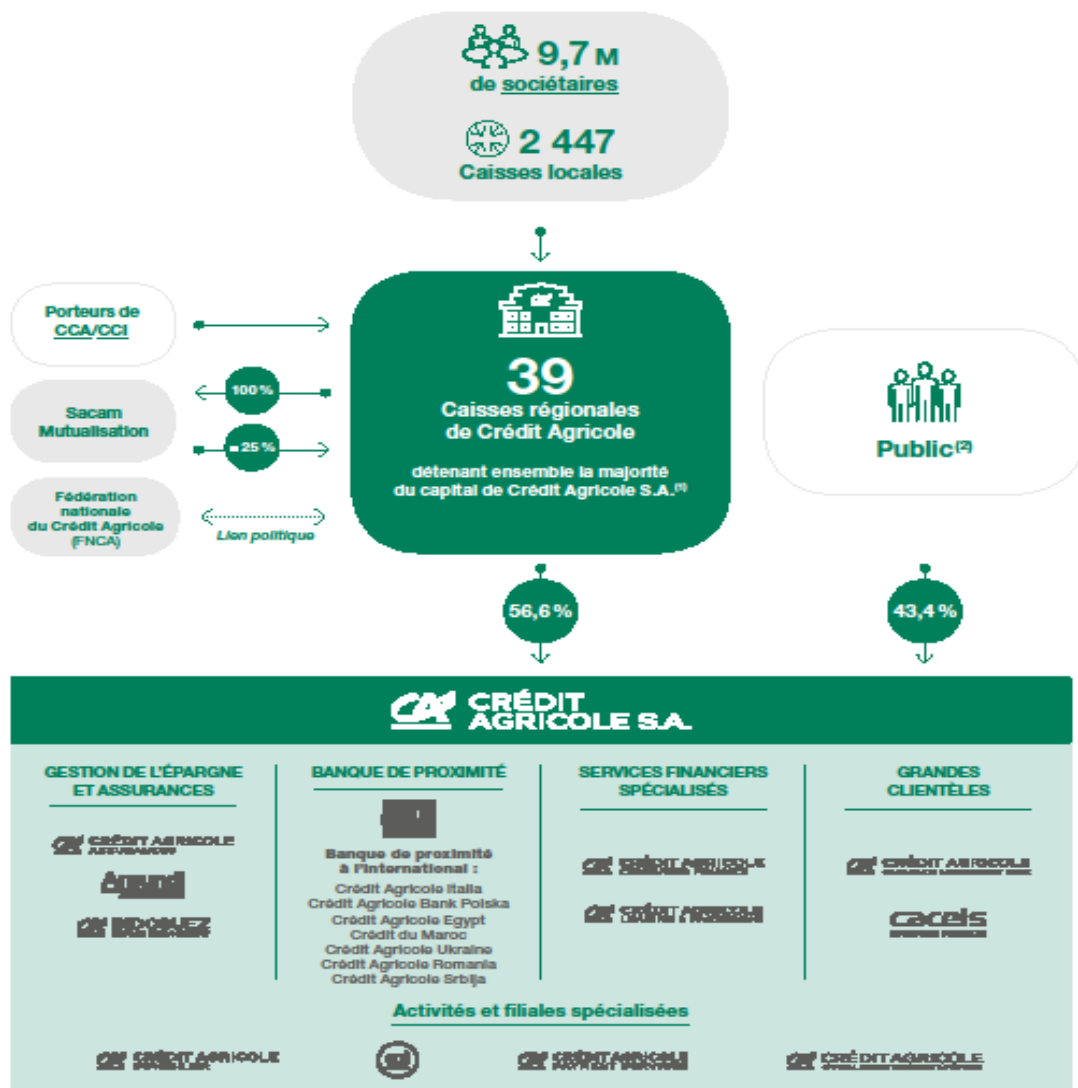 9,7 M
de sociétaires
2 447
Caisses locales
Porteurs de
CCA/CCI
100 %
Sacam
Mutualisation
≈ 25 %
Fédération
nationale
du Crédit Agricole
(FNCA)
Lien politique
39
Caisses régionales
de Crédit Agricole
détenant ensemble la majorité
du capital de Crédit Agricole S.A.(1)
Public(2)
56,6 %
43,4 %
CRÉDIT
AGRICOLE S.A.
GESTION DE L'ÉPARGNE
ET ASSURANCES
CRÉDIT AGRICOLE
ASSURANCES
Amundi
INDOSUEZ
BANQUE DE PROXIMITÉ
Banque de proximité
à l'international :
Crédit Agricole Italia
Crédit Agricole Bank Polska
Crédit Agricole Egypt
Crédit du Maroc
Crédit Agricole Ukraine
Crédit Agricole Romania
Crédit Agricole Srbija
SERVICES FINANCIERS
SPÉCIALISÉS
CRÉDIT AGRICOLE
CRÉDIT AGRICOLE
GRANDES
CLIENTÈLES
CRÉDIT AGRICOLE
caceis
Activités et filiales spécialisées
CRÉDIT AGRICOLE
CRÉDIT AGRICOLE
CRÉDIT AGRICOLE